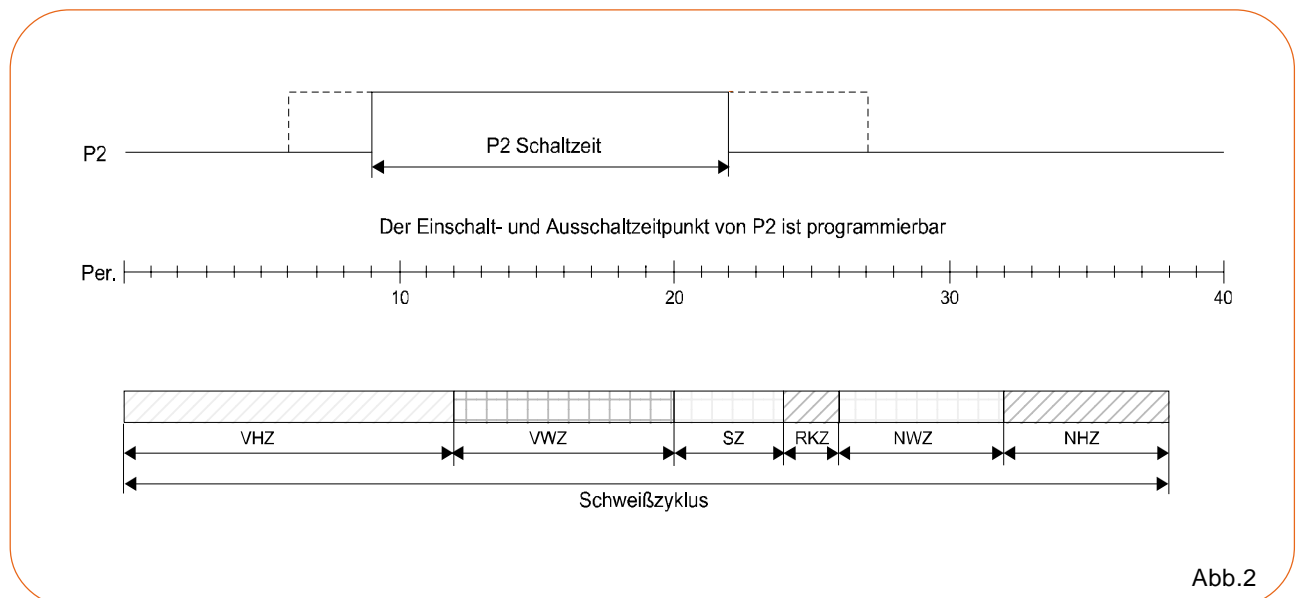 P2 Schaltzeit
P2
Der Einschalt- und Ausschaltzeitpunkt von P2 ist programmierbar
Per.
10 20 30 40
VHZ VWZ SZ RKZ NWZ NHZ
Schweißzyklus
Abb.2